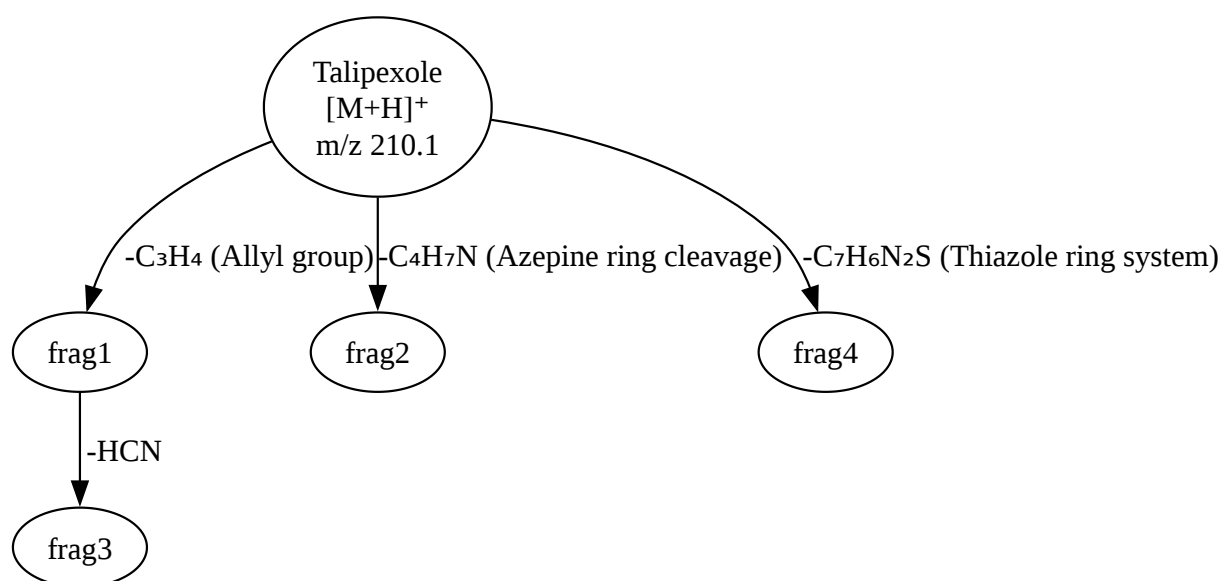 Talipexole
[M+H]⁺
m/z 210.1
-C₃H₄ (Allyl group)
-C₄H₇N (Azepine ring cleavage)
-C₇H₆N₂S (Thiazole ring system)
frag1
frag2
frag4
-HCN
frag3